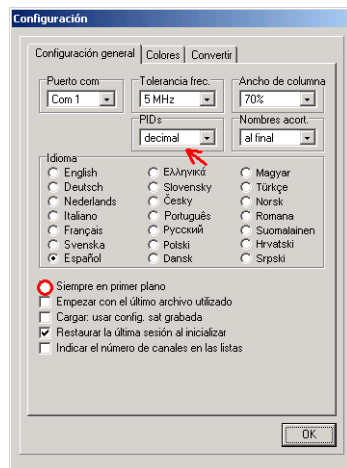 Configuración
Configuración general Colores Convertir
Puerto com Tolerancia frec. Ancho de columna
Com 1 5 MHz 70%
PIDs Nombres acort.
decimal al final
Idioma
English Ελληνικά Magyar
Deutsch Slovensky Türkçe
Nederlands Česky Norsk
Italiano Português Romana
Français Русский Suomalainen
Svenska Polski Hrvatski
Español Dansk Srpski
Siempre en primer plano
Empezar con el último archivo utilizado
Cargar: usar config. sat grabada
Restaurar la última sesión al inicializar
Indicar el número de canales en las listas
OK